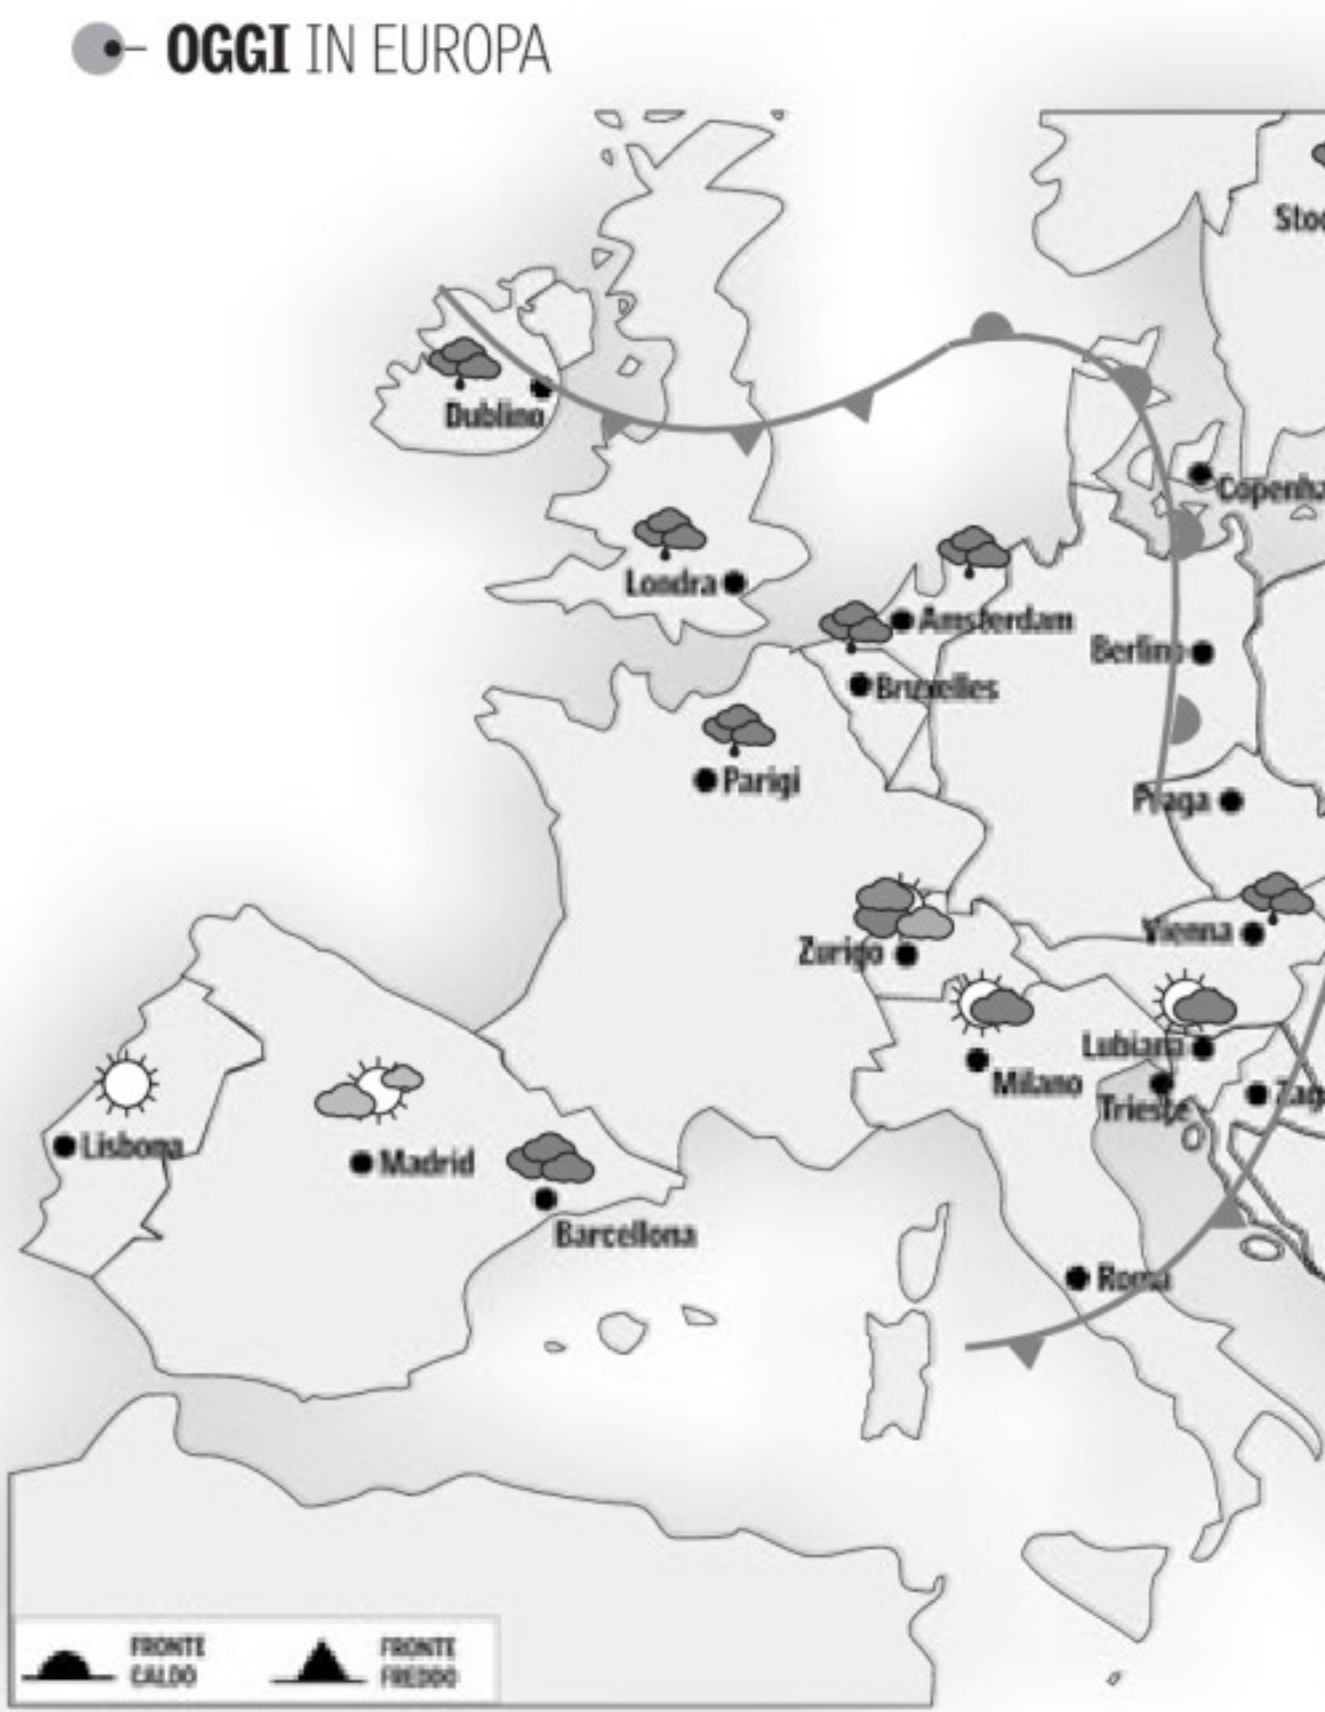 OGGI IN EUROPA
Dublino
Londra
Amsterdam
Berlino
Bruxelles
Parigi
Praga
Vienna
Zurigo
Lubiana
Milano
Trieste
Lisbona
Madrid
Barcellona
Roma
FRONTE
CALDO
FRONTE
FREDDO